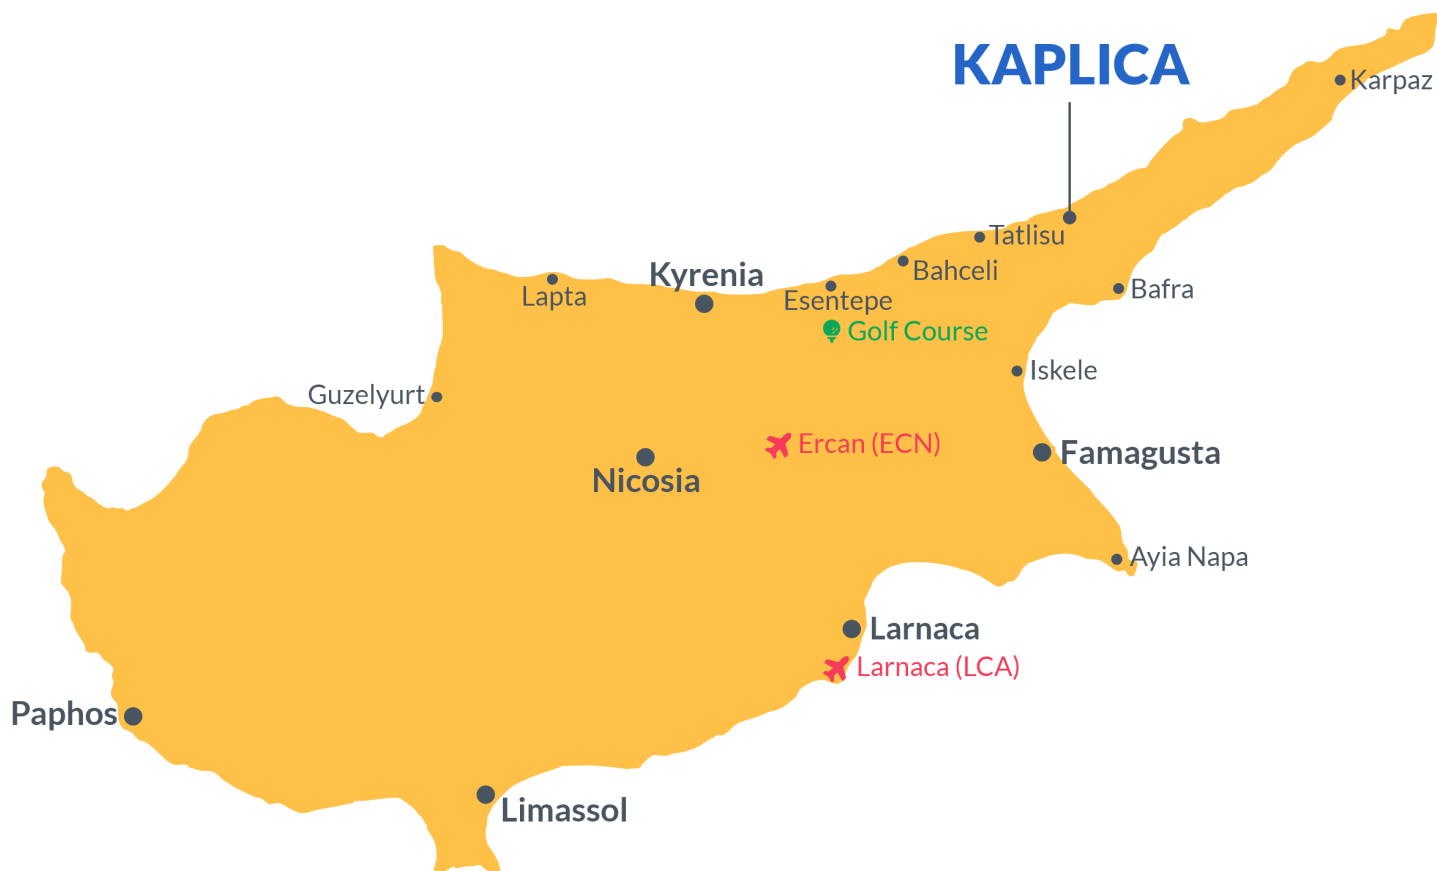 KAPLICA
Karpaz
Tatlisu
Bahceli
Kyrenia
Bafra
Lapta
Esentepe
Golf Course
Iskele
Guzelyurt
Ercan (ECN)
Famagusta
Nicosia
Ayia Napa
Larnaca
Larnaca (LCA)
Paphos
Limassol